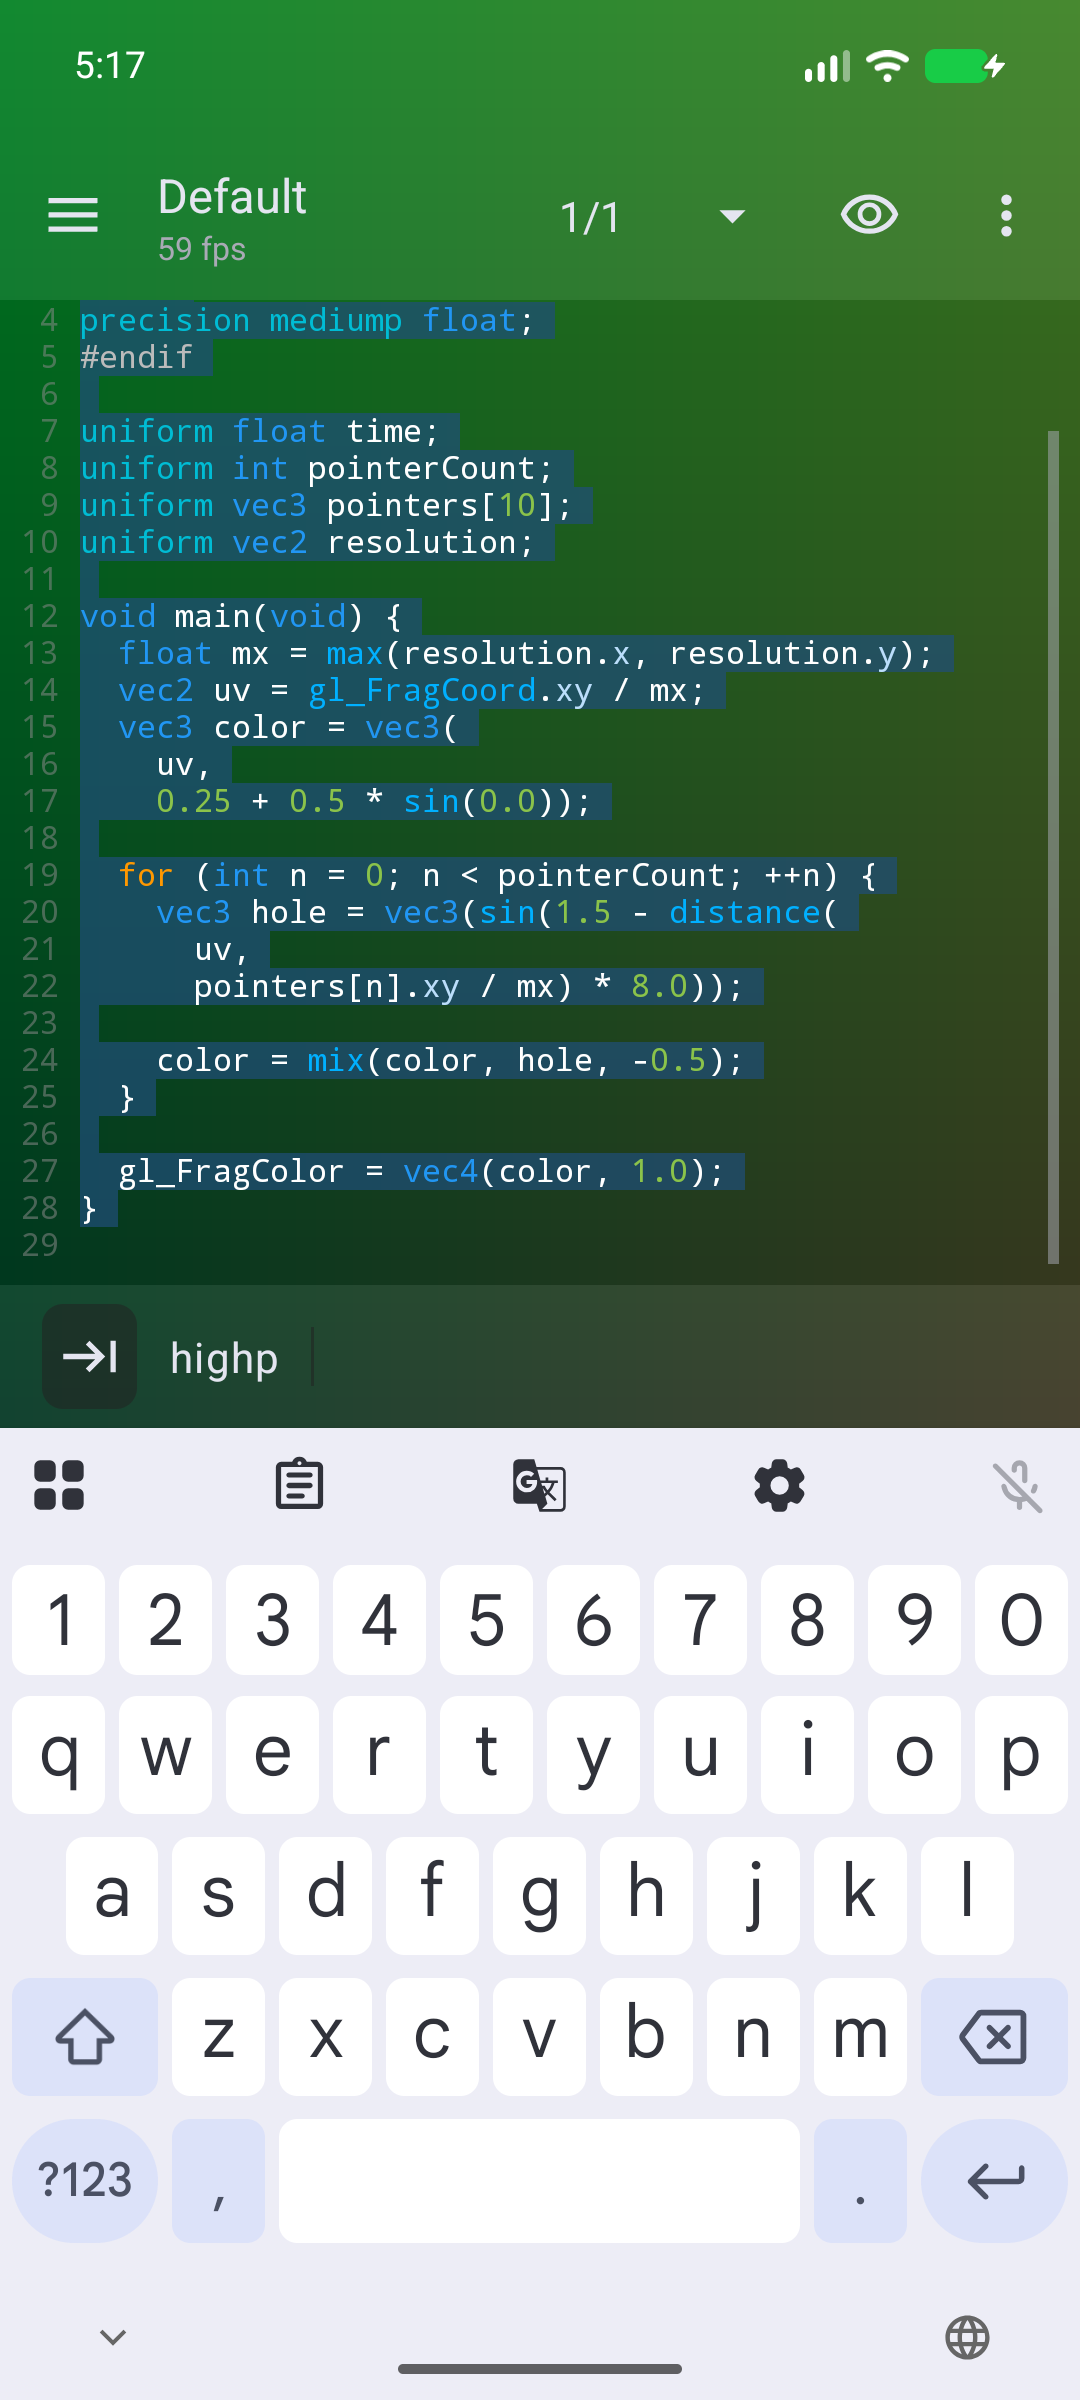 5:17
Default
59 fps
1/1
4 precision mediump float;
5 #endif
6
7 uniform float time;
8 uniform int pointerCount;
9 uniform vec3 pointers[10];
10 uniform vec2 resolution;
11
12 void main(void) {
13   float mx = max(resolution.x, resolution.y);
14   vec2 uv = gl_FragCoord.xy / mx;
15   vec3 color = vec3(
16     uv,
17     0.25 + 0.5 * sin(0.0));
18
19   for (int n = 0; n < pointerCount; ++n) {
20     vec3 hole = vec3(sin(1.5 - distance(
21       uv,
22       pointers[n].xy / mx) * 8.0));
23
24     color = mix(color, hole, -0.5);
25   }
26
27   gl_FragColor = vec4(color, 1.0);
28 }
29
highp
G 文
1 2 3 4 5 6 7 8 9 0
q w e r t y u i o p
a s d f g h j k l
z x c v b n m
?123 , .